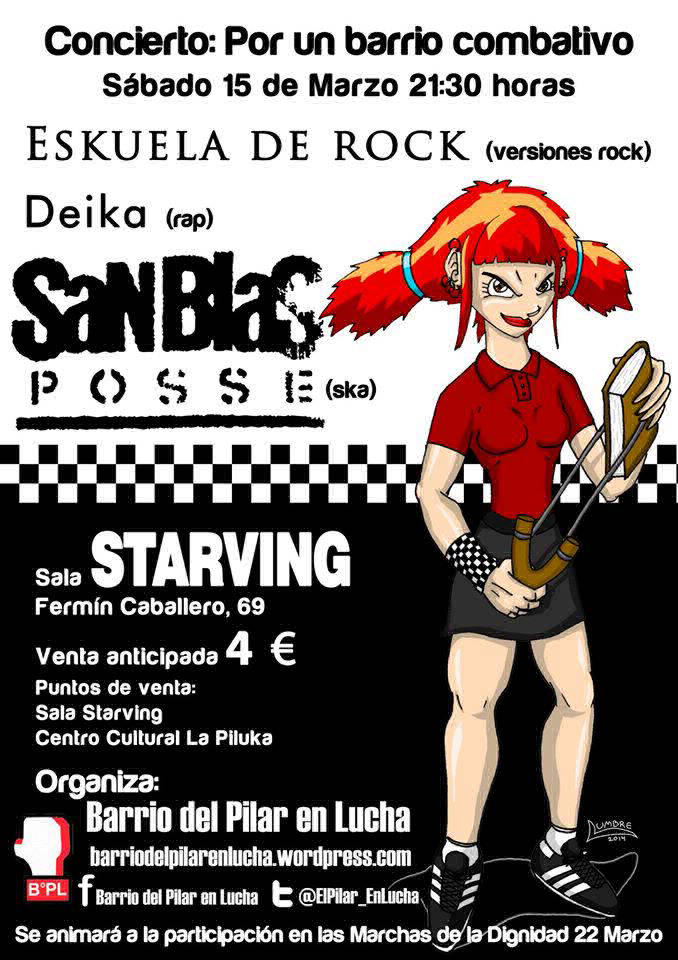 Concierto: Por un barrio combativo
Sábado 15 de Marzo 21:30 horas
ESKUELA DE ROCK (versiones rock)
Deika (rap)
SaN BlaS
POSSE (ska)
Sala STARVING
Fermín Caballero, 69
Venta anticipada 4 €
Puntos de venta:
Sala Starving
Centro Cultural La Piluka
Organiza:
Barrio del Pilar en Lucha
barriodelpilarenlucha.wordpress.com
BºPL
f Barrio del Pilar en Lucha t @ElPilar_EnLucha
LUMBRE
2014
Se animará a la participación en las Marchas de la Dignidad 22 Marzo